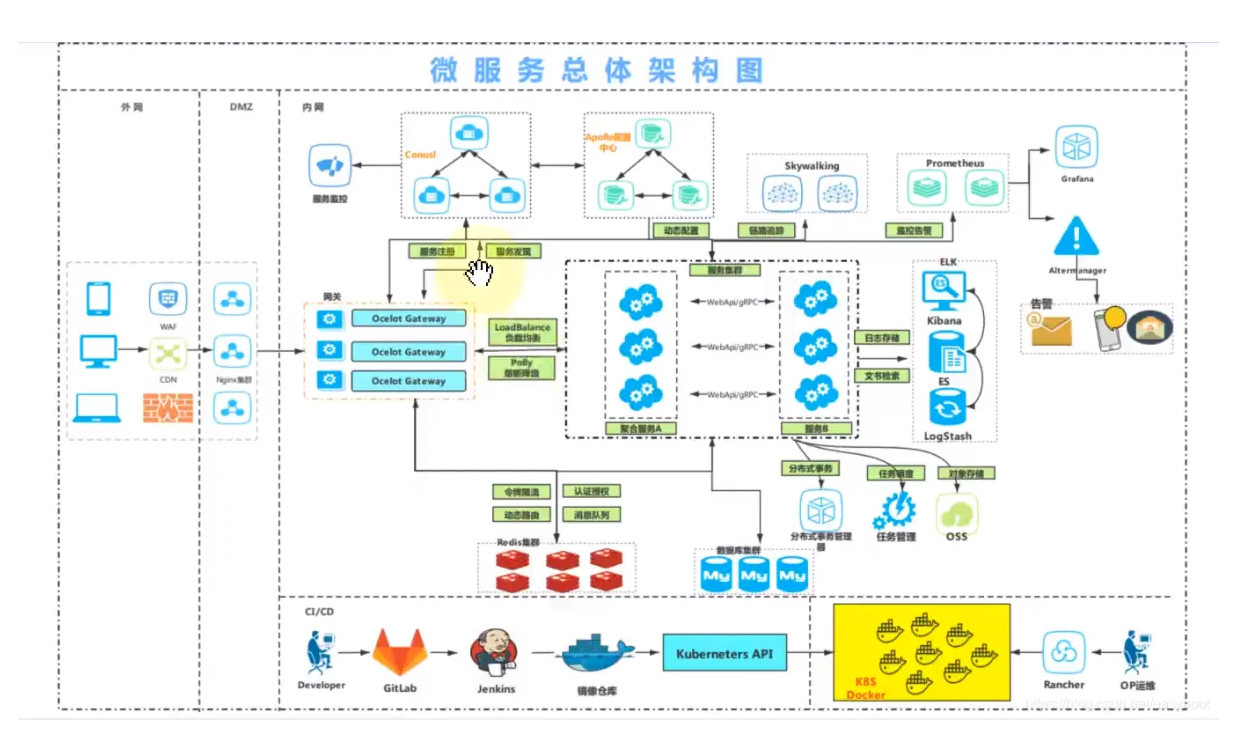 微服务总体架构图
外网
DMZ
内网
Conusl
Apollo配置
中心
Skywalking
Prometheus
Grafana
服务监控
动态配置
链路追踪
监控告警
服务注册
服务发现
Altermanager
服务集群
ELK
网关
WAF
CDN
Nginx集群
Ocelot Gateway
Ocelot Gateway
Ocelot Gateway
LoadBalance
负载均衡
Polly
熔断降级
WebApi/gRPC
WebApi/gRPC
WebApi/gRPC
聚合服务A
服务B
日志存储
文书检索
ES
Kibana
ES
LogStash
告警
@
分布式事务
任务调度
对象存储
分布式事务管理
器
任务管理
OSS
令牌限流
认证授权
动态路由
消息队列
Redis集群
数据库集群
My
My
My
CI/CD
Developer
GitLab
Jenkins
镜像仓库
Kuberneters API
K8S
Docker
Rancher
OP运维